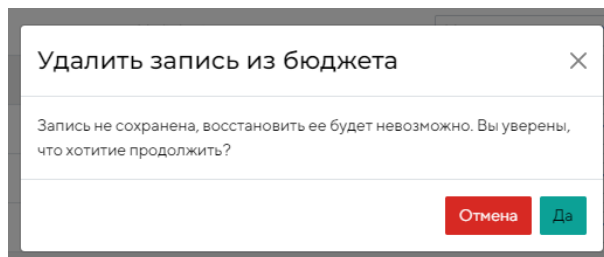 Удалить запись из бюджета
Запись не сохранена, восстановить ее будет невозможно. Вы уверены,
что хотитие продолжить?
Отмена Да